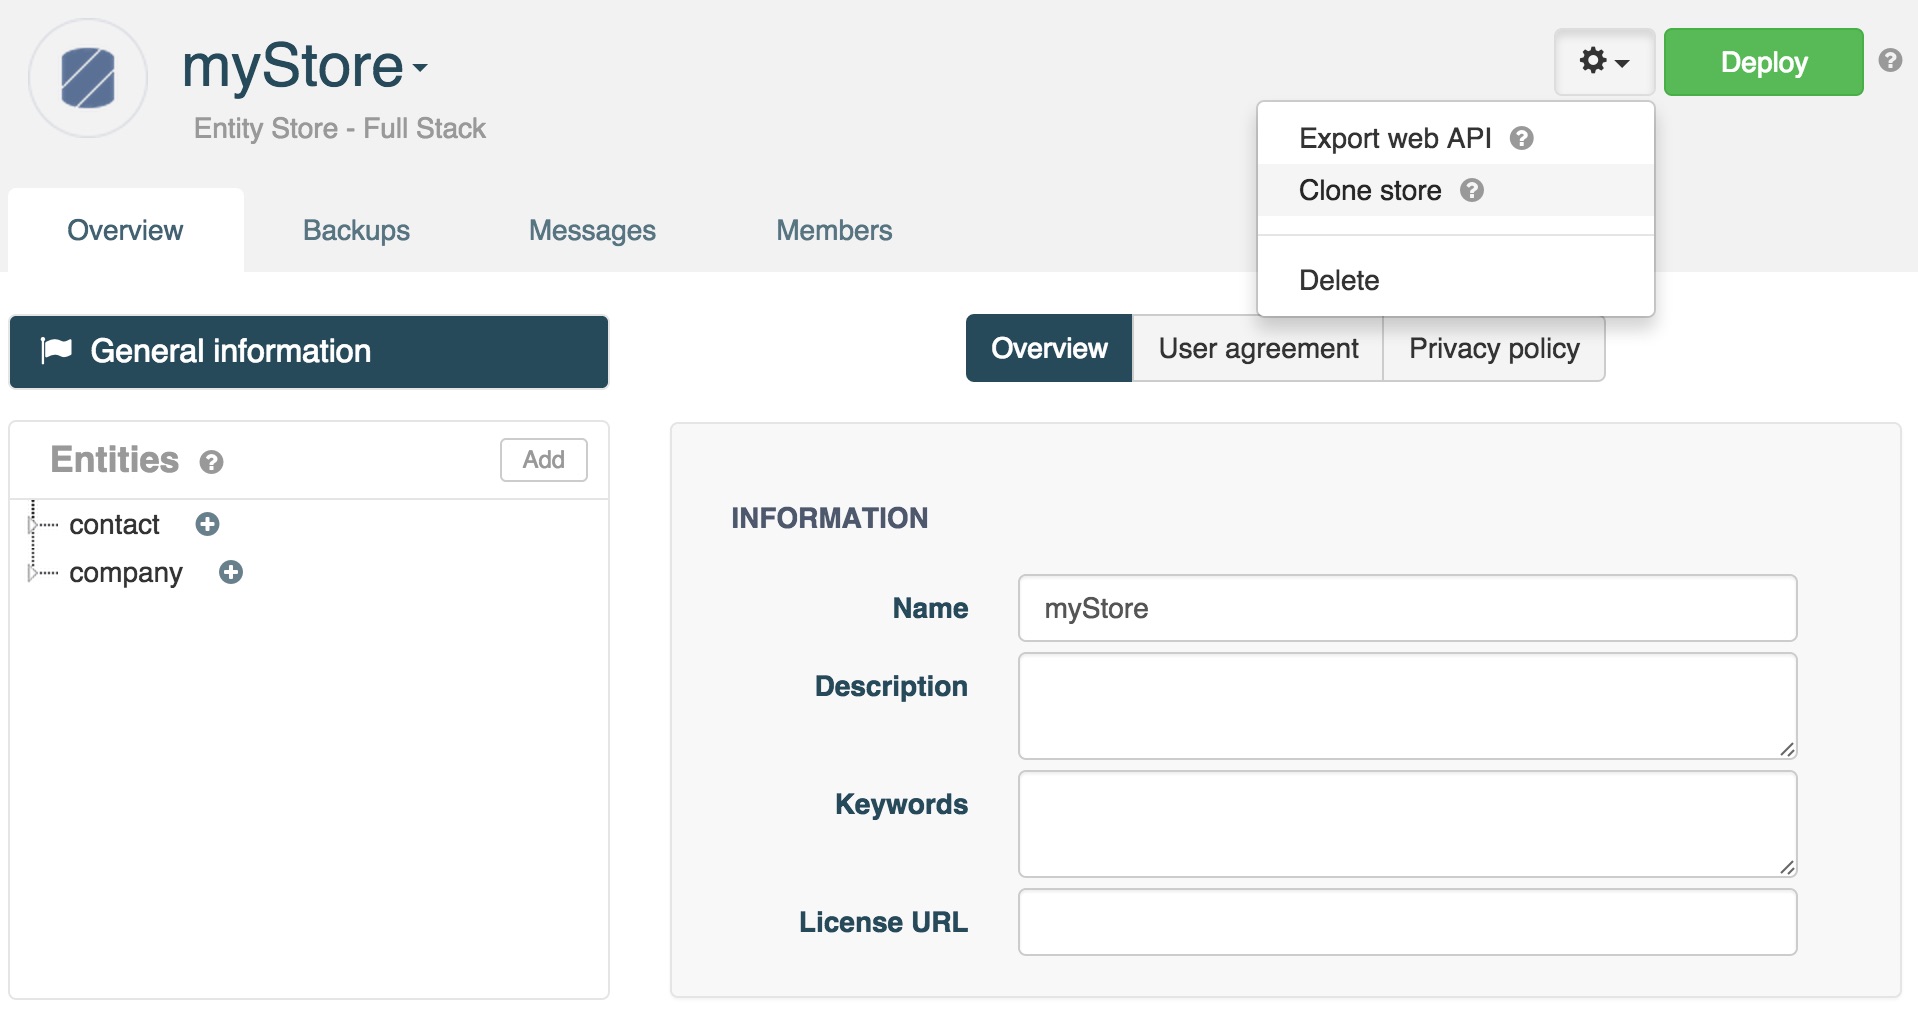 myStore
Entity Store - Full Stack
Deploy
?
Export web API ?
Clone store ?
Delete
Overview
Backups
Messages
Members
General information
Overview
User agreement
Privacy policy
Entities ?
Add
contact
company
INFORMATION
Name
myStore
Description
Keywords
License URL